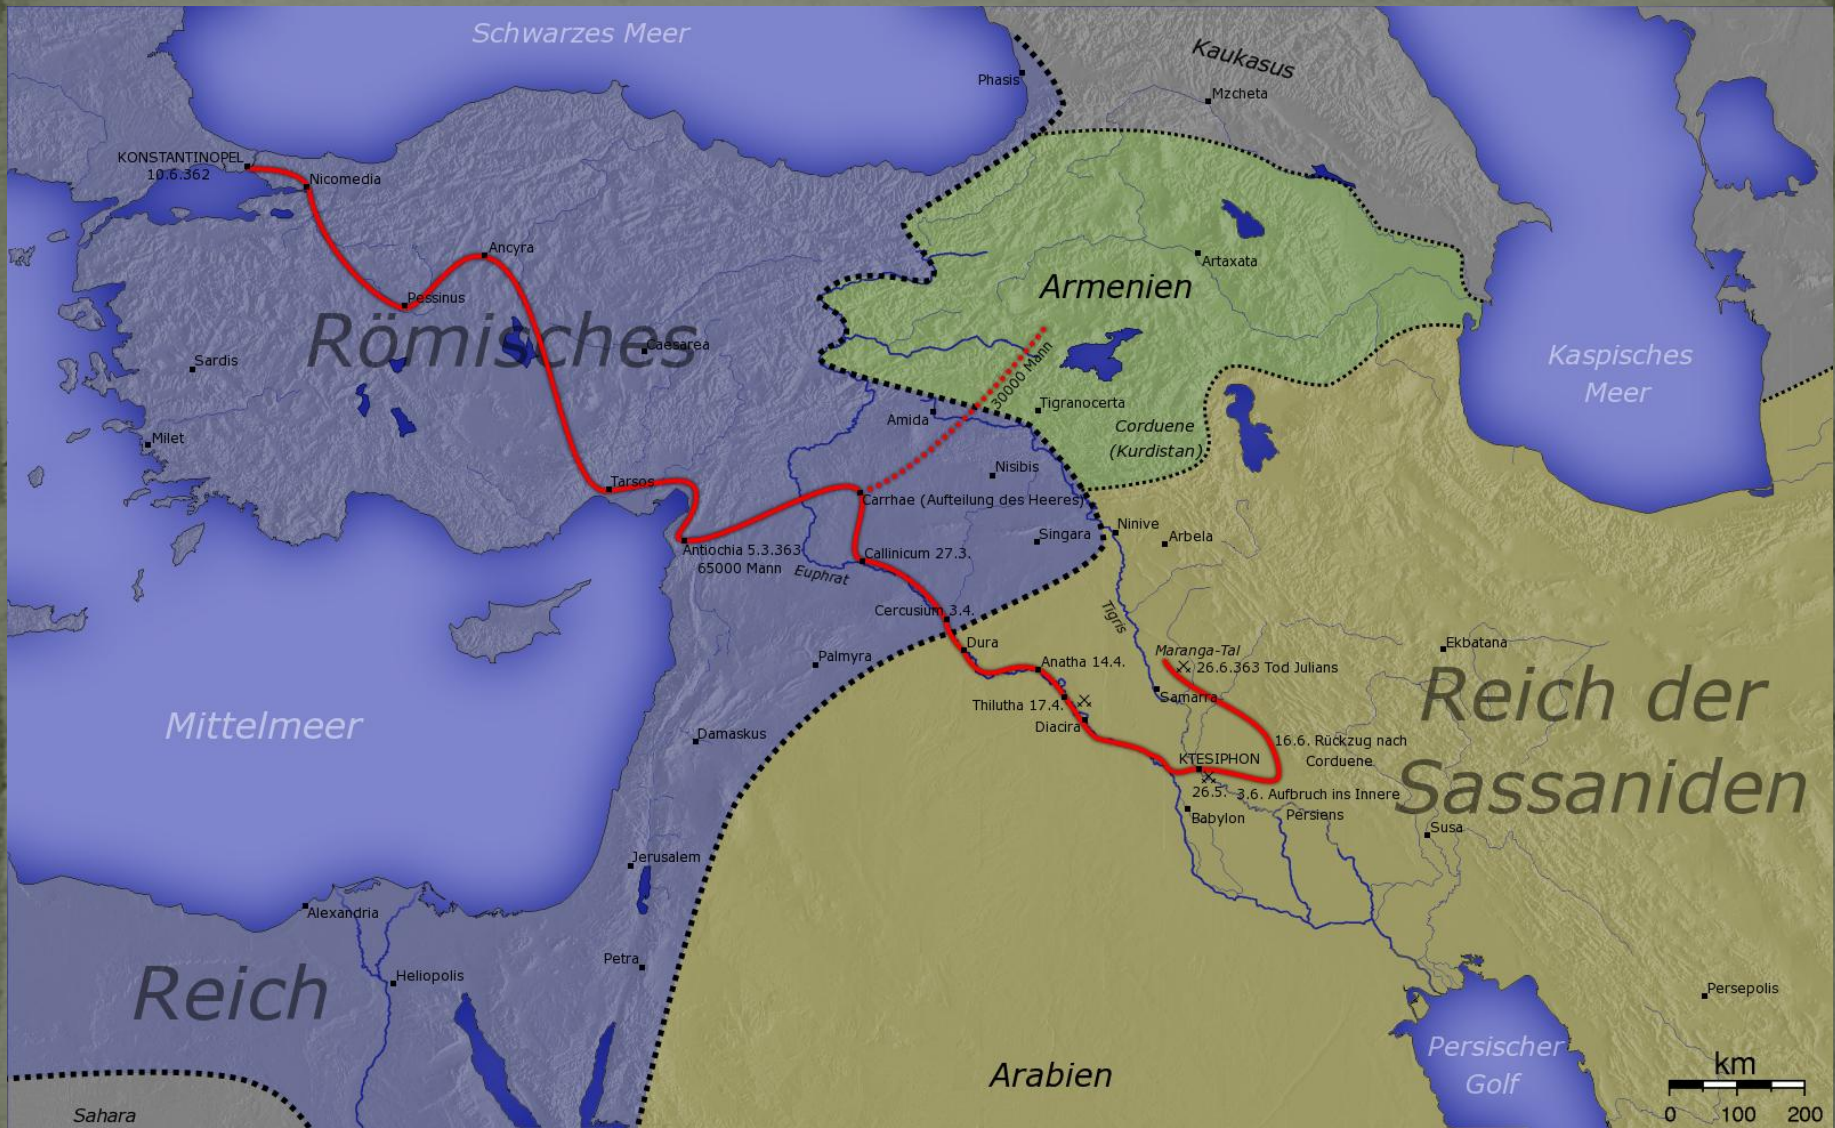 Schwarzes Meer
Kaukasus
Phasis
Mzcheta
KONSTANTINOPEL
10.6.362
Nicomedia
Ancyra
Artaxata
Armenien
Pessinus
Römisches
Caesarea
Sardis
Kaspisches
Meer
30000 Mann
Tigranocerta
Amida
Corduene
(Kurdistan)
Milet
Nisibis
Tarsos
Carrhae (Aufteilung des Heeres)
Ninive
Singara
Arbela
Antiochia 5.3.363
65000 Mann
Callinicum 27.3.
Euphrat
Cercusium 3.4.
Tigris
Dura
Ekbatana
Maranga-Tal
Palmyra
Anatha 14.4.
26.6.363 Tod Julians
Samarra
Reich der
Sassaniden
Thilutha 17.4.
Diacira
Mittelmeer
Damaskus
16.6. Rückzug nach
Corduene
KTESIPHON
26.5.
3.6. Aufbruch ins Innere
Persiens
Babylon
Susa
Jerusalem
Alexandria
Petra
Heliopolis
Reich
Persepolis
Persischer
Golf
Arabien
km
0 100 200
Sahara